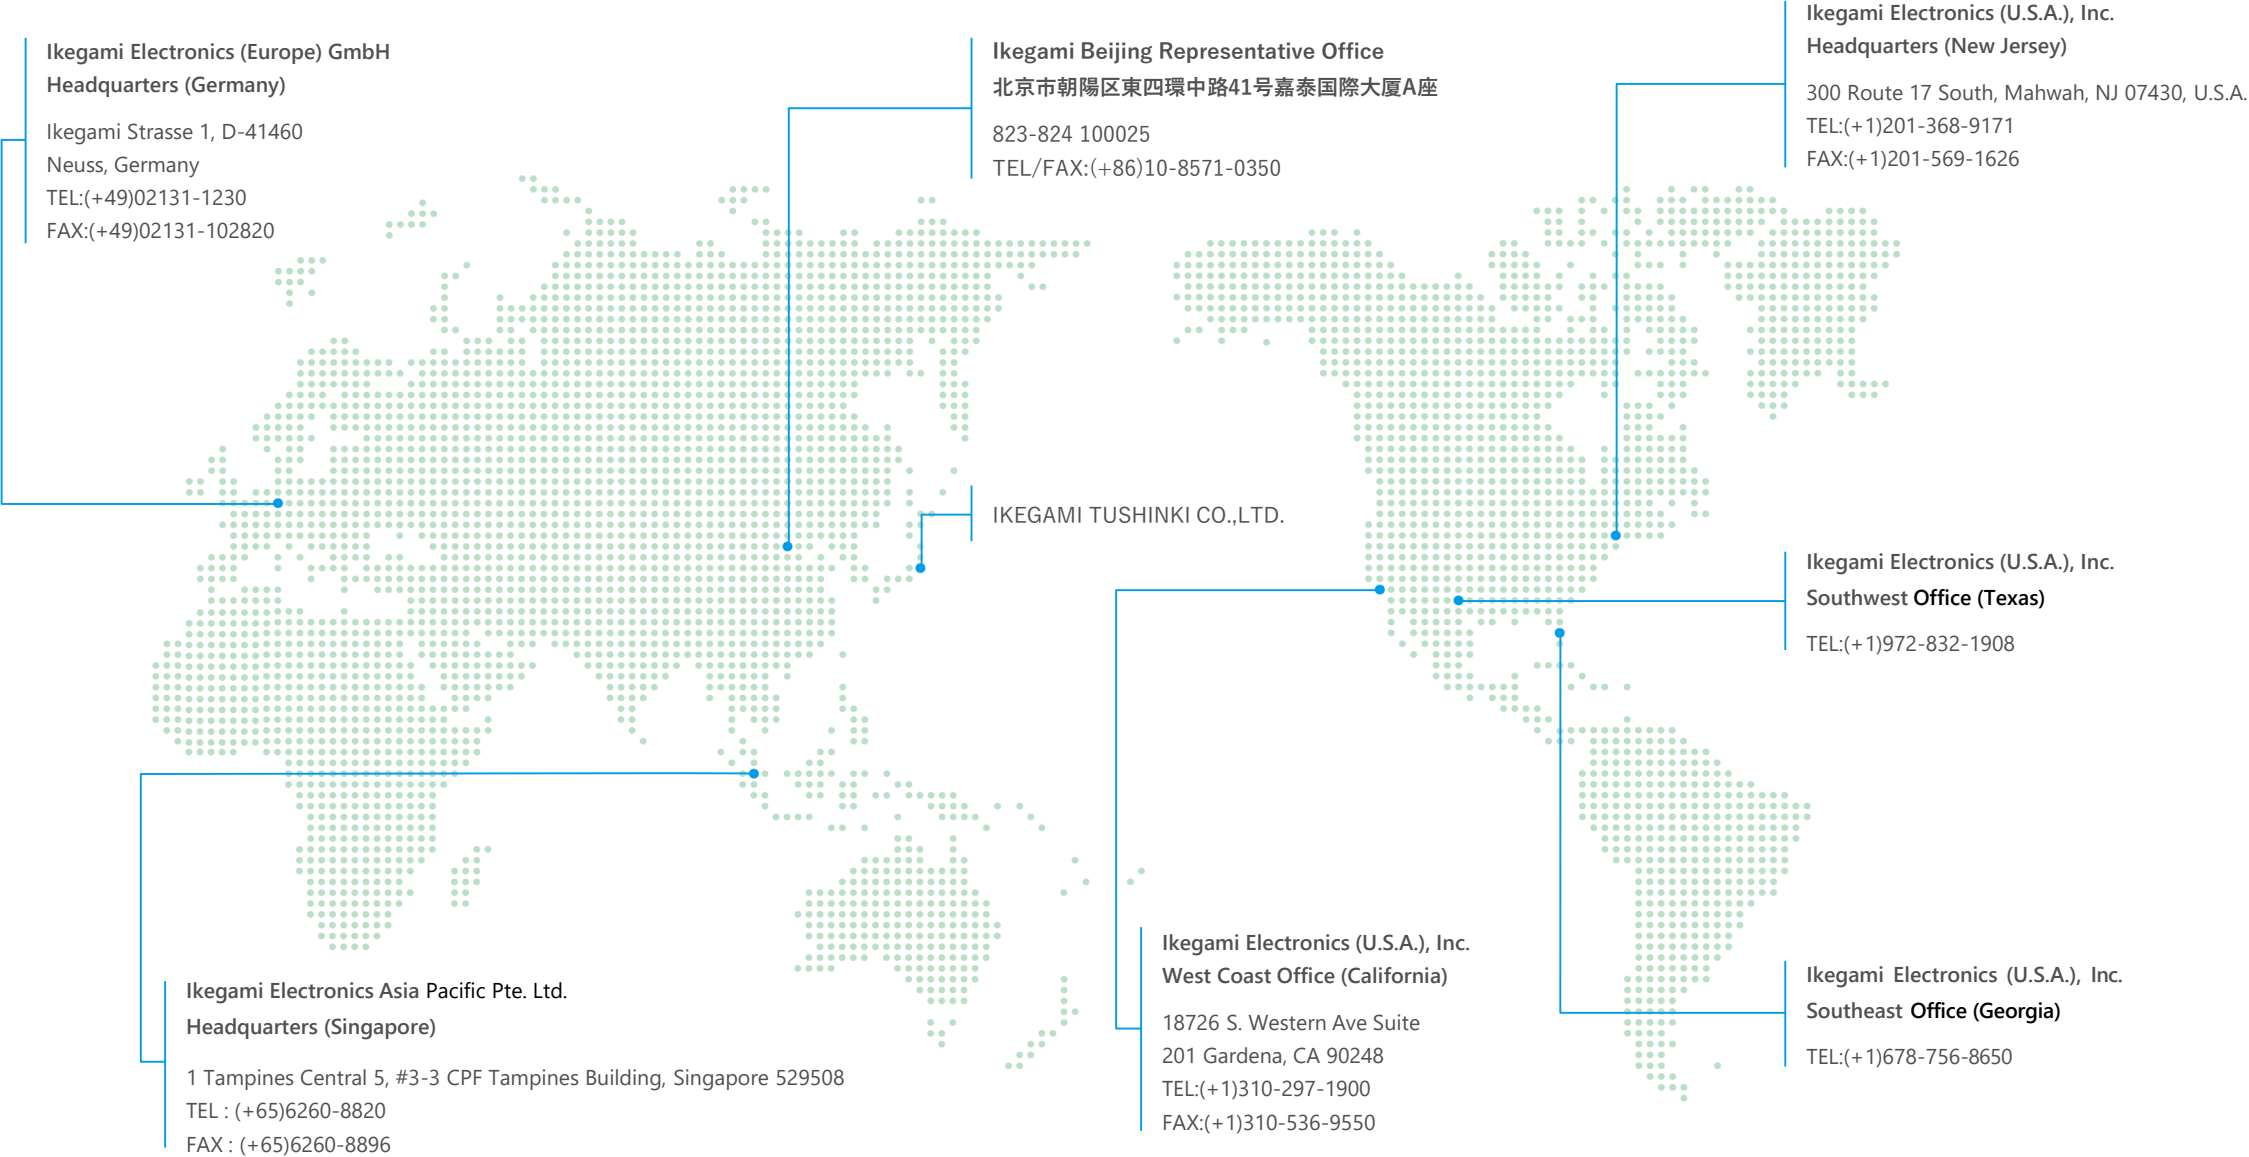 Ikegami Electronics (Europe) GmbH
Headquarters (Germany)
Ikegami Strasse 1, D-41460
Neuss, Germany
TEL:(+49)02131-1230
FAX:(+49)02131-102820
Ikegami Beijing Representative Office
北京市朝陽区東四環中路41号嘉泰国際大厦A座
823-824 100025
TEL/FAX:(+86)10-8571-0350
Ikegami Electronics (U.S.A.), Inc.
Headquarters (New Jersey)
300 Route 17 South, Mahwah, NJ 07430, U.S.A.
TEL:(+1)201-368-9171
FAX:(+1)201-569-1626
IKEGAMI TUSHINKI CO.,LTD.
Ikegami Electronics (U.S.A.), Inc.
Southwest Office (Texas)
TEL:(+1)972-832-1908
Ikegami Electronics Asia Pacific Pte. Ltd.
Headquarters (Singapore)
1 Tampines Central 5, #3-3 CPF Tampines Building, Singapore 529508
TEL : (+65)6260-8820
FAX : (+65)6260-8896
Ikegami Electronics (U.S.A.), Inc.
West Coast Office (California)
18726 S. Western Ave Suite
201 Gardena, CA 90248
TEL:(+1)310-297-1900
FAX:(+1)310-536-9550
Ikegami Electronics (U.S.A.), Inc.
Southeast Office (Georgia)
TEL:(+1)678-756-8650